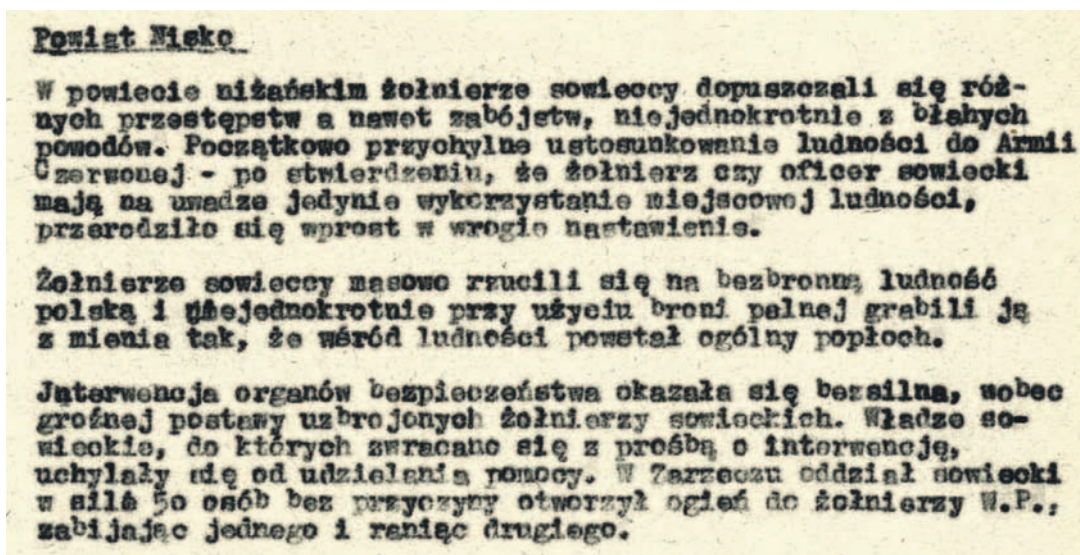 Powiat Nisko
W powiecie niżańskim żołnierze sowieccy dopuszczali się róż-
nych przestępstw a nawet zabójstw, niejednokrotnie z błahych
powodów. Początkowo przychylne ustosunkowanie ludności do Armii
Czerwonej - po stwierdzeniu, że żołnierz czy oficer sowiecki
mają na uwadze jedynie wykorzystanie miejscowej ludności,
przerodziło się wprost w wrogie nastawienie.
Żołnierze sowieccy masowo rzucili się na bezbronną ludność
polską i niejednokrotnie przy użyciu broni palnej grabili ją
z mienia tak, że wśród ludności powstał ogólny popłoch.
Jnterwencja organów bezpieczeństwa okazała się bezsilna, wobec
groźnej postawy uzbrojonych żołnierzy sowieckich. Władze so-
wieckie, do których zwracano się z prośbą o interwencję,
uchylały się od udzielania pomocy. W Zarzeczu oddział sowiecki
w silé 50 osób bez przyczyny otworzył ogień do żołnierzy W.P.,
zabijając jednego i raniąc drugiego.